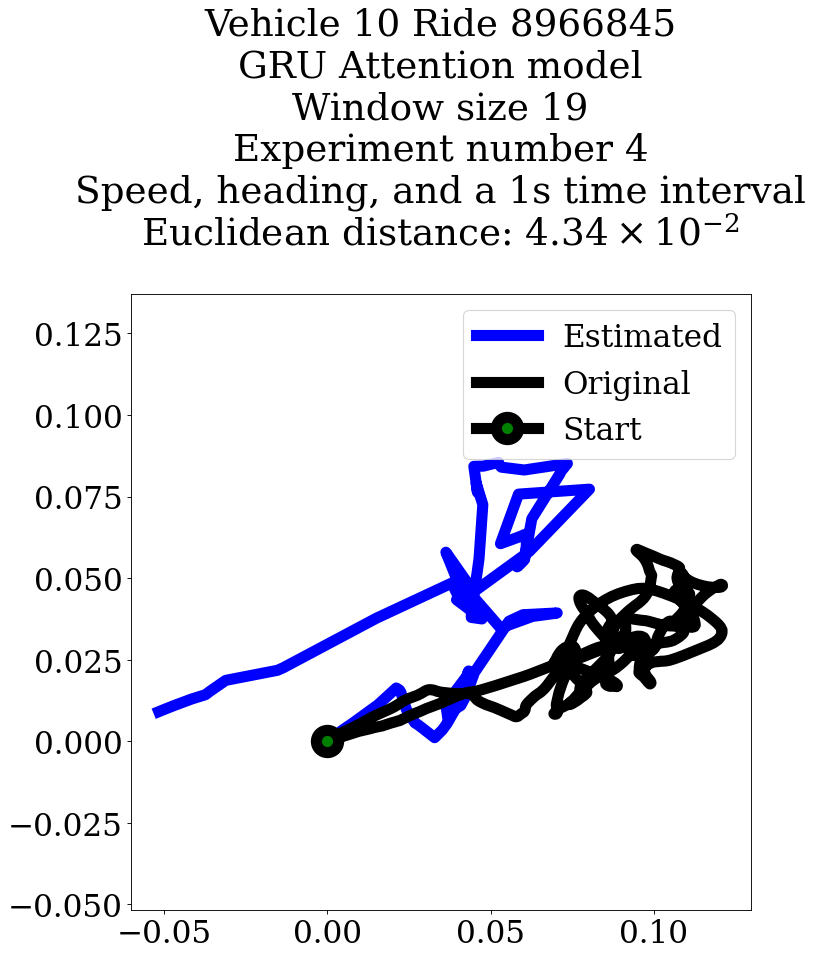 Vehicle 10 Ride 8966845
GRU Attention model
Window size 19
Experiment number 4
Speed, heading, and a 1s time interval
Euclidean distance: 4.34 × 10⁻²
Estimated
Original
Start
0.125
0.100
0.075
0.050
0.025
0.000
−0.025
−0.050
−0.05 0.00 0.05 0.10